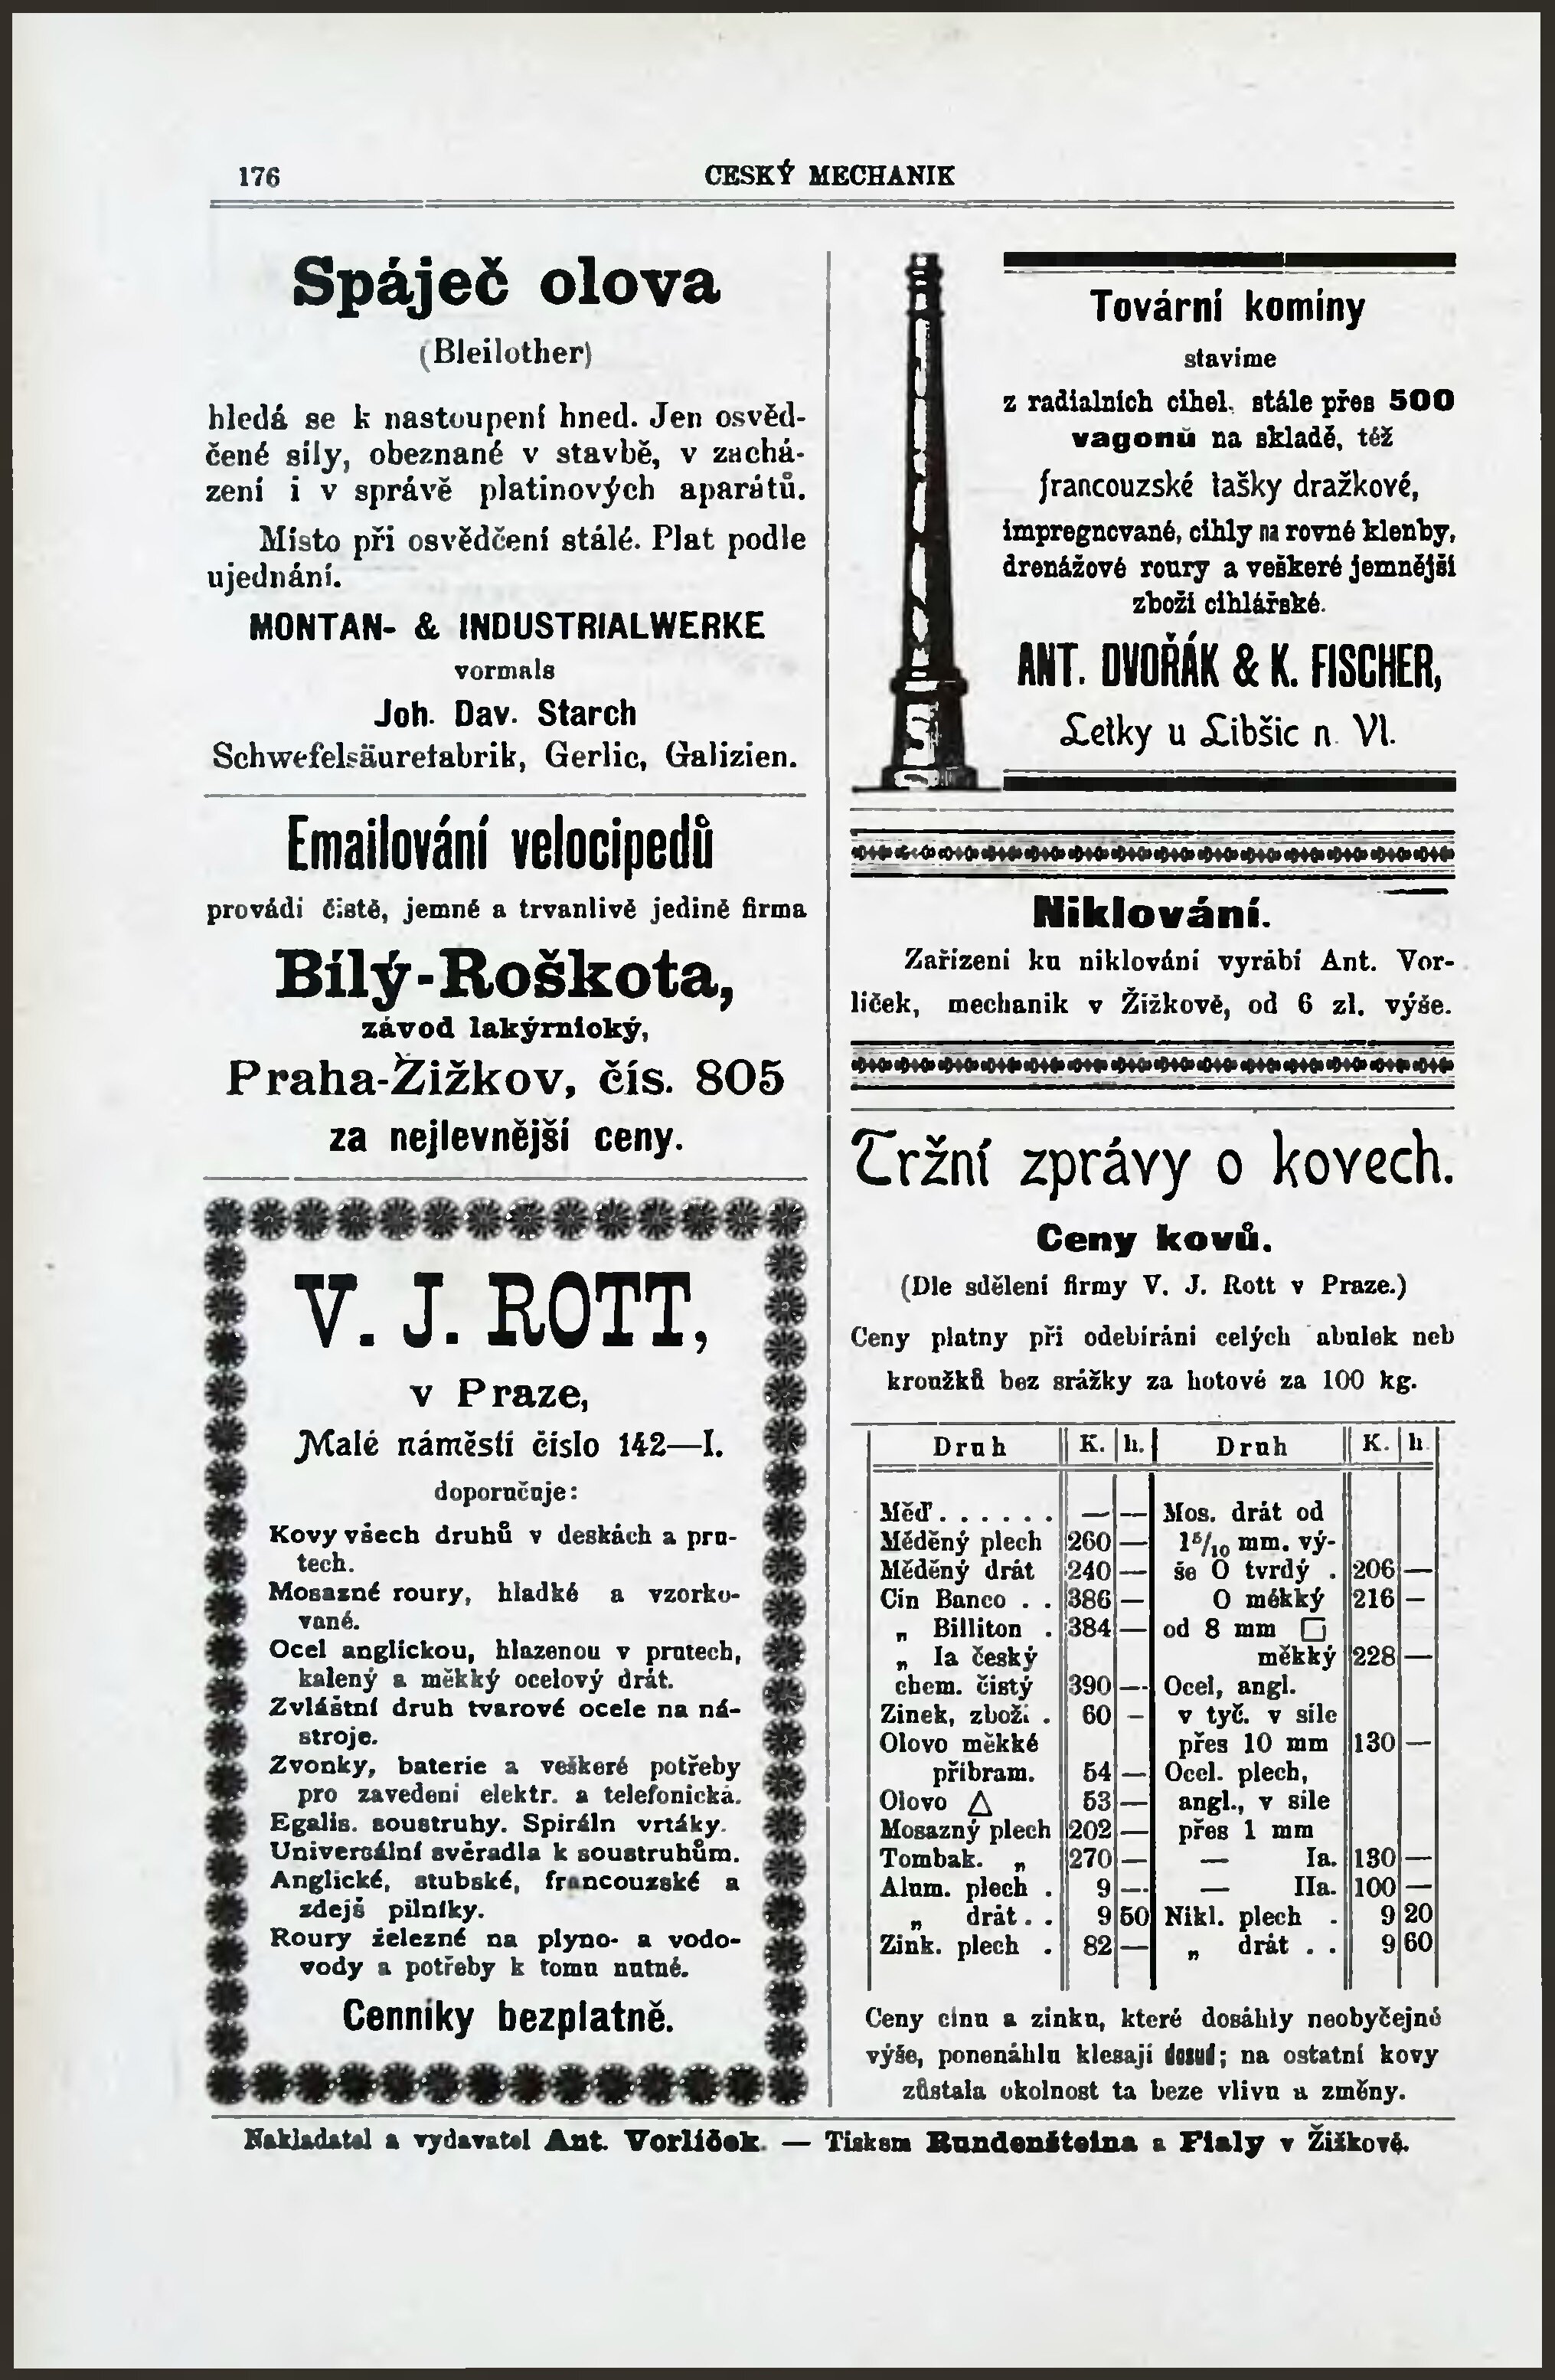 176
CESKÝ MECHANIK
Spáječ olova
(Bleilother)
hledá se k nastoupení hned. Jen osvěd-
čené sily, obeznané v stavbě, v zachá-
zení i v správě platinových aparátů.
Místo při osvědčení stálé. Plat podle
ujednání.
MONTAN- & INDUSTRIALWERKE
vormals
Joh. Dav. Starch
Schwefelsäurefabrik, Gerlic, Galizien.
Emailování velocipedů
provádí čistě, jemně a trvanlivě jedině firma
Bílý-Roškota,
závod lakýrnický,
Praha-Žižkov, čís. 805
za nejlevnější ceny.
V. J. ROTT,
v Praze,
Malé náměstí číslo 142—I.
doporučuje:
Kovy všech druhů v deskách a pru-
tech.
Mosazné roury, hladké a vzorko-
vané.
Ocel anglickou, hlazenou v prutech,
kalený a měkký ocelový drát.
Zvláštní druh tvarové ocele na ná-
stroje.
Zvonky, baterie a veškeré potřeby
pro zavedení elektr. a telefonická.
Egalis. soustruhy. Spiráln vrtáky.
Universální svěradla k soustruhům.
Anglické, stubské, francouzské a
zdejš pilníky.
Roury železné na plyno- a vodo-
vody a potřeby k tomu nutné.
Cenníky bezplatně.
Tovární komíny
stavíme
z radialních cihel, stále přes 500
vagonů na skladě, též
francouzské tašky dražkové,
impregnované, cihly na rovné klenby,
drenážové roury a veškeré jemnější
zboží cihlářské.
ANT. DVOŘÁK & K. FISCHER,
Letky u Libšic n. Vl.
Niklování.
Zařízení ku niklování vyrábí Ant. Vor-
líček, mechanik v Žižkově, od 6 zl. výše.
Tržní zprávy o kovech.
Ceny kovů.
(Dle sdělení firmy V. J. Rott v Praze.)
Ceny platny při odebírání celých abulek neb
kroužků bez srážky za hotové za 100 kg.
Druh K. h. Druh K. h
Měď...... — —
Měděný plech 260 —
Měděný drát 240 —
Cín Banco . . 386 —
„ Billiton . 384 —
„ Ia český
chem. čistý 390 —
Zinek, zboží . 60 —
Olovo měkké
příbram. 54 —
Olovo △ 53 —
Mosazný plech 202 —
Tombak. „ 270 —
Alum. plech . 9 —
„ drát . . 9 50
Zink. plech . 82 —
Mos. drát od
1⁵/₁₀ mm. vý-
še O tvrdý . 206 —
O měkký 216 —
od 8 mm □
měkký 228 —
Ocel, angl.
v tyč. v síle
přes 10 mm 130 —
Ocel. plech,
angl., v síle
přes 1 mm
— Ia. 130 —
— IIa. 100 —
Nikl. plech - 9 20
„ drát . . 9 60
Ceny cínu a zinku, které dosáhly neobyčejné
výše, ponenáhlu klesají dosud; na ostatní kovy
zůstala okolnost ta beze vlivu a změny.
Nakladatel a vydavatel Ant. Vorlíček. — Tiskem Rundenšteina a Fialy v Žižkově.